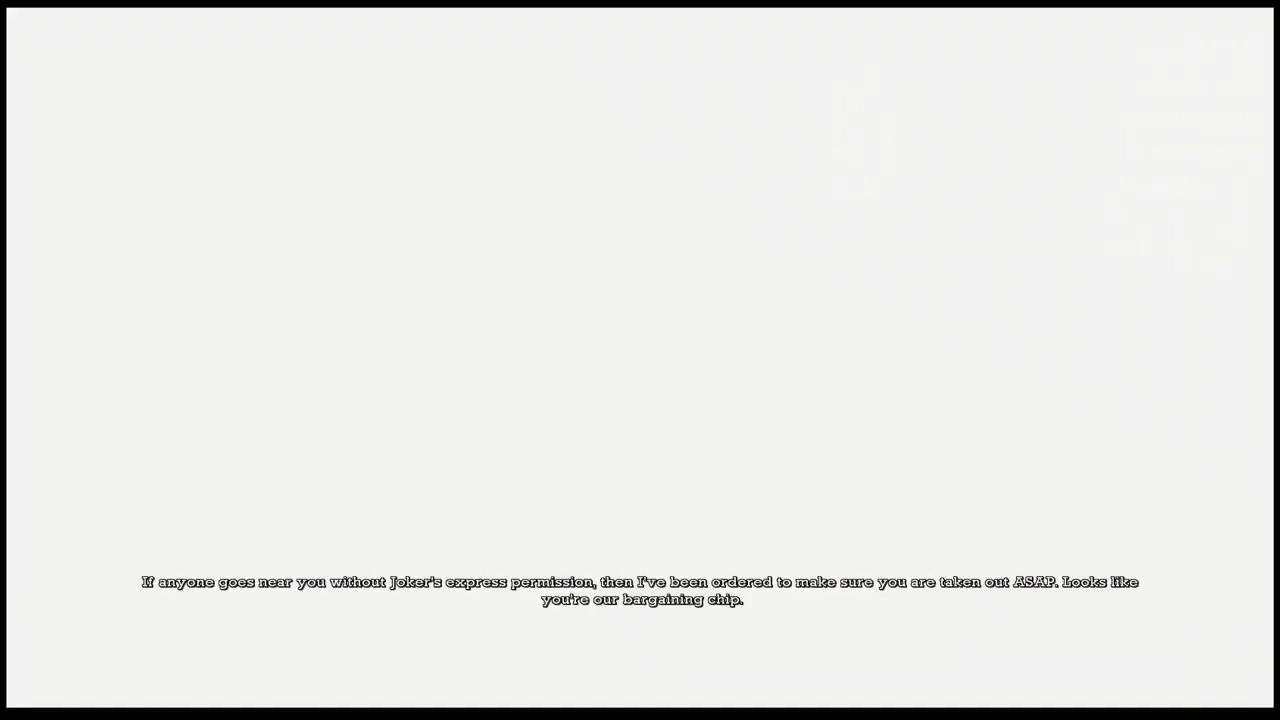 If anyone goes near you without Joker's express permission, then I've been ordered to make sure you are taken out ASAP. Looks like
you're our bargaining chip.